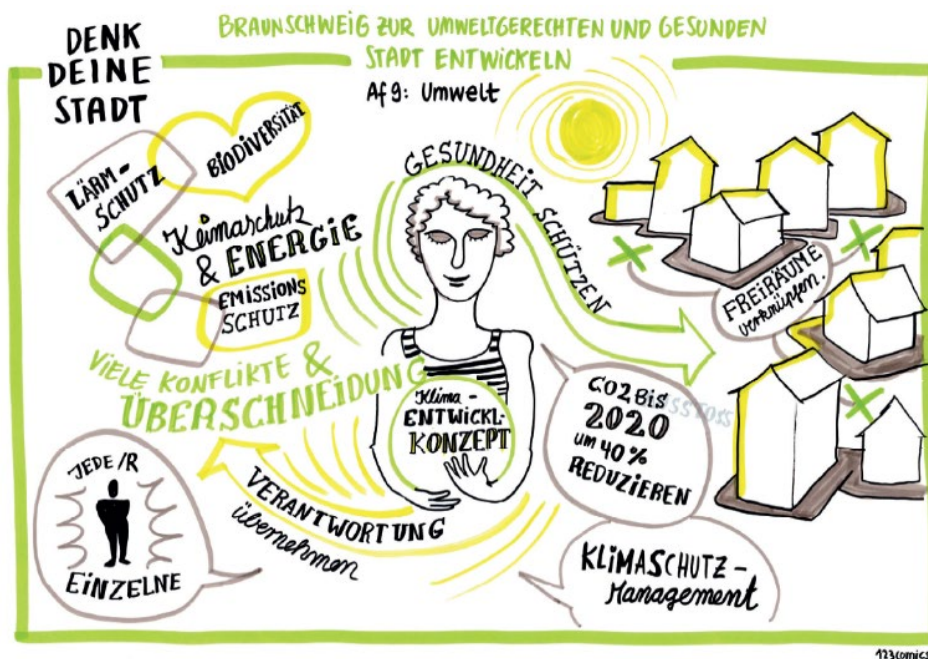 DENK
DEINE
STADT
BRAUNSCHWEIG ZUR UMWELTGERECHTEN UND GESUNDEN
STADT ENTWICKELN
Af9: Umwelt
LÄRM-
SCHUTZ
BIODIVERSITÄT
Klimaschutz
& ENERGIE
EMISSIONS
SCHUTZ
VIELE KONFLIKTE &
ÜBERSCHNEIDUNG
GESUNDHEIT SCHÜTZEN
FREIRÄUME
verknüpfen.
Klima-
ENTWICKL-
KONZEPT
CO2 BIS
2020
um 40%
REDUZIEREN
JEDE/R
EINZELNE
VERANTWORTUNG
übernehmen
KLIMASCHUTZ-
Management
123comics